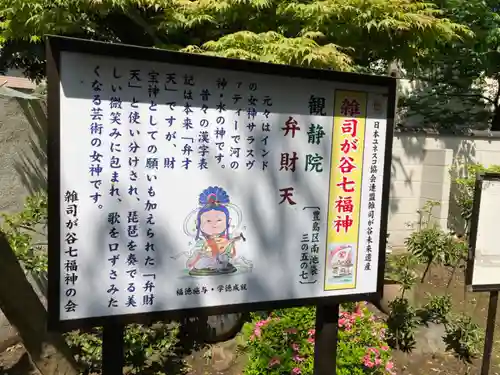 日本ユネスコ協会連盟 雑司が谷未来遺産
雑司が谷七福神
観静院
弁財天
[豊島区南池袋
三の五の七]
元々はインド
の女神サラスヴ
ァティーで河の
神・水の神です。
昔々の漢字表
記は本来「弁才
天」ですが、財
宝神としての願いも加えられた「弁財
天」と使い分けされ、琵琶を奏でる美
しい微笑みに包まれ、歌を口ずさみた
くなる芸術の女神です。
福徳施与・学徳成就
雑司が谷七福神の会